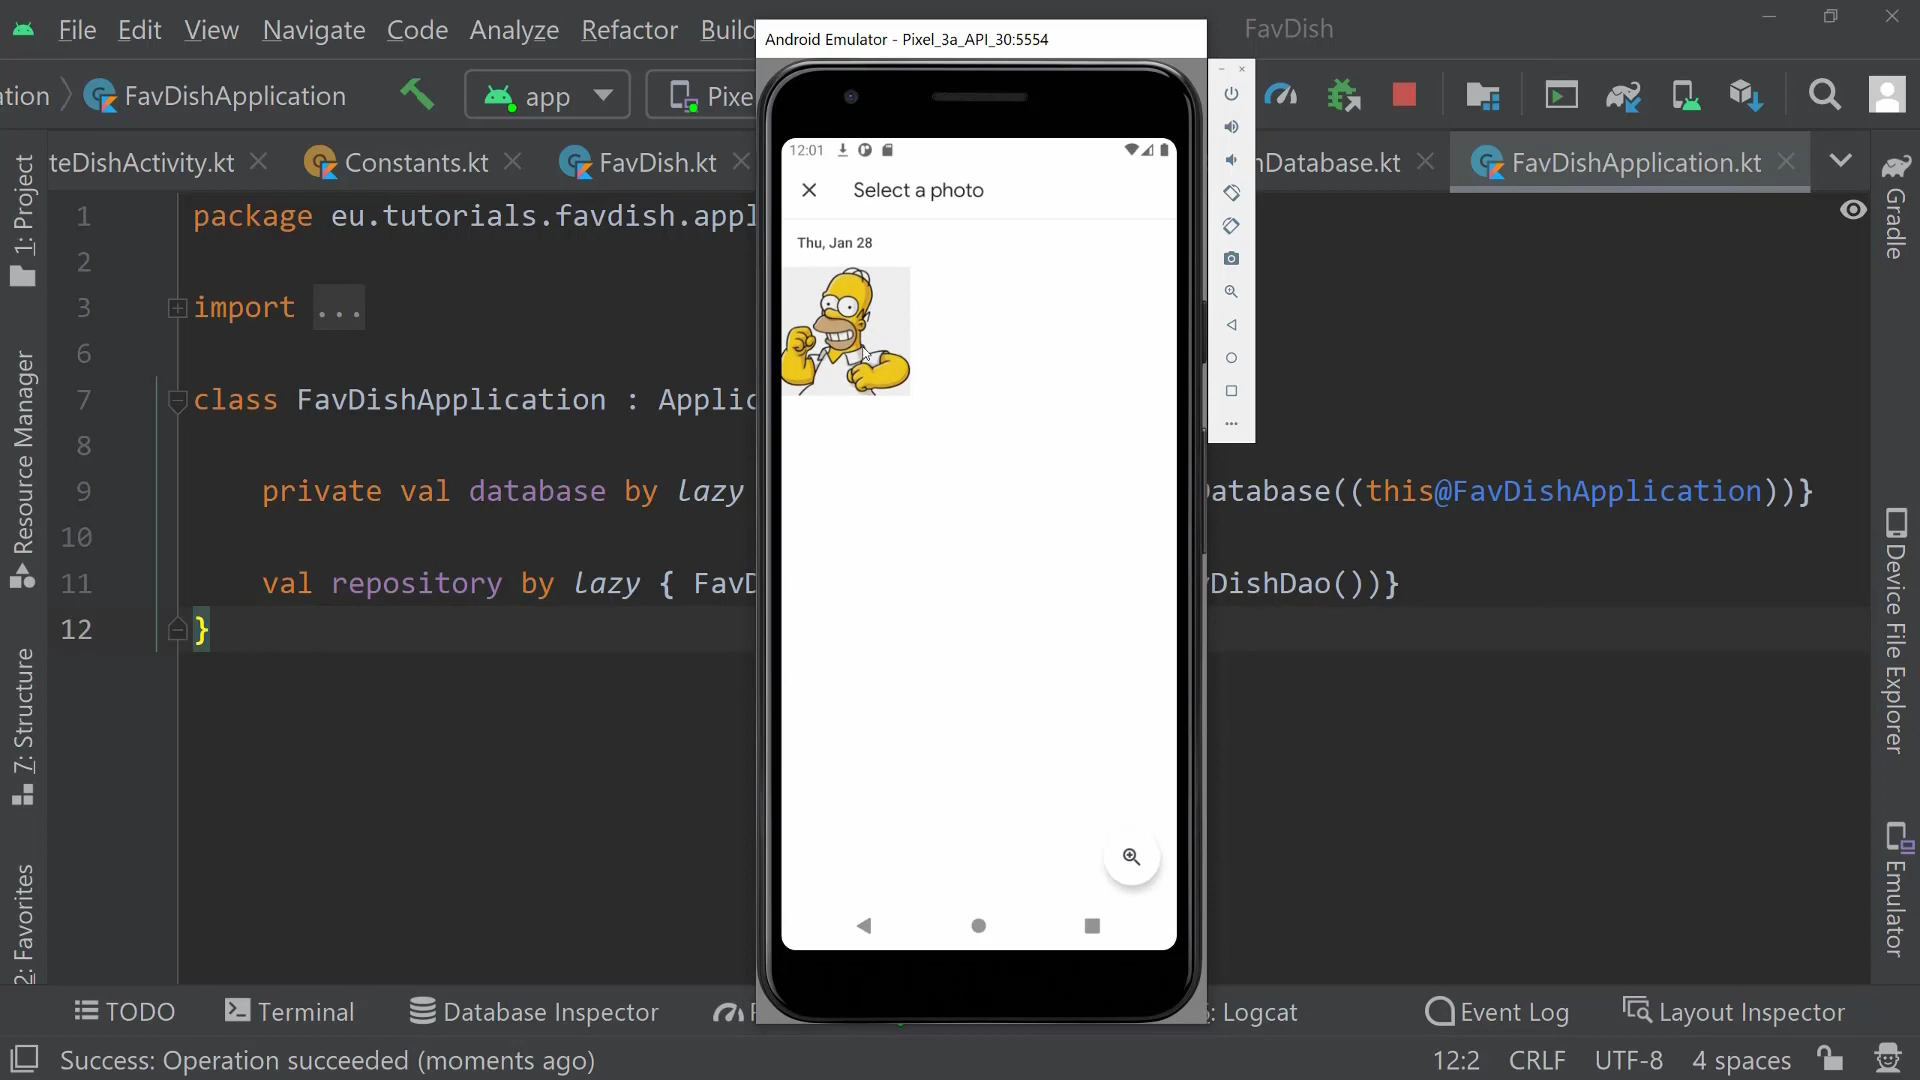 File Edit View Navigate Code Analyze Refactor Build
Android Emulator - Pixel_3a_API_30:5554
FavDish
tion FavDishApplication
app
Pixe
teDishActivity.kt
Constants.kt
FavDish.kt
nDatabase.kt
FavDishApplication.kt
1 package eu.tutorials.favdish.appl
2
3 import ...
6
7 class FavDishApplication : Applic
8
9 private val database by lazy
atabase((this@FavDishApplication))}
10
11 val repository by lazy { FavD
DishDao())}
12 }
1: Project
Resource Manager
7: Structure
2: Favorites
12:01
Select a photo
Thu, Jan 28
Gradle
Device File Explorer
Emulator
TODO
Terminal
Database Inspector
: Logcat
Event Log
Layout Inspector
Success: Operation succeeded (moments ago)
12:2 CRLF UTF-8 4 spaces